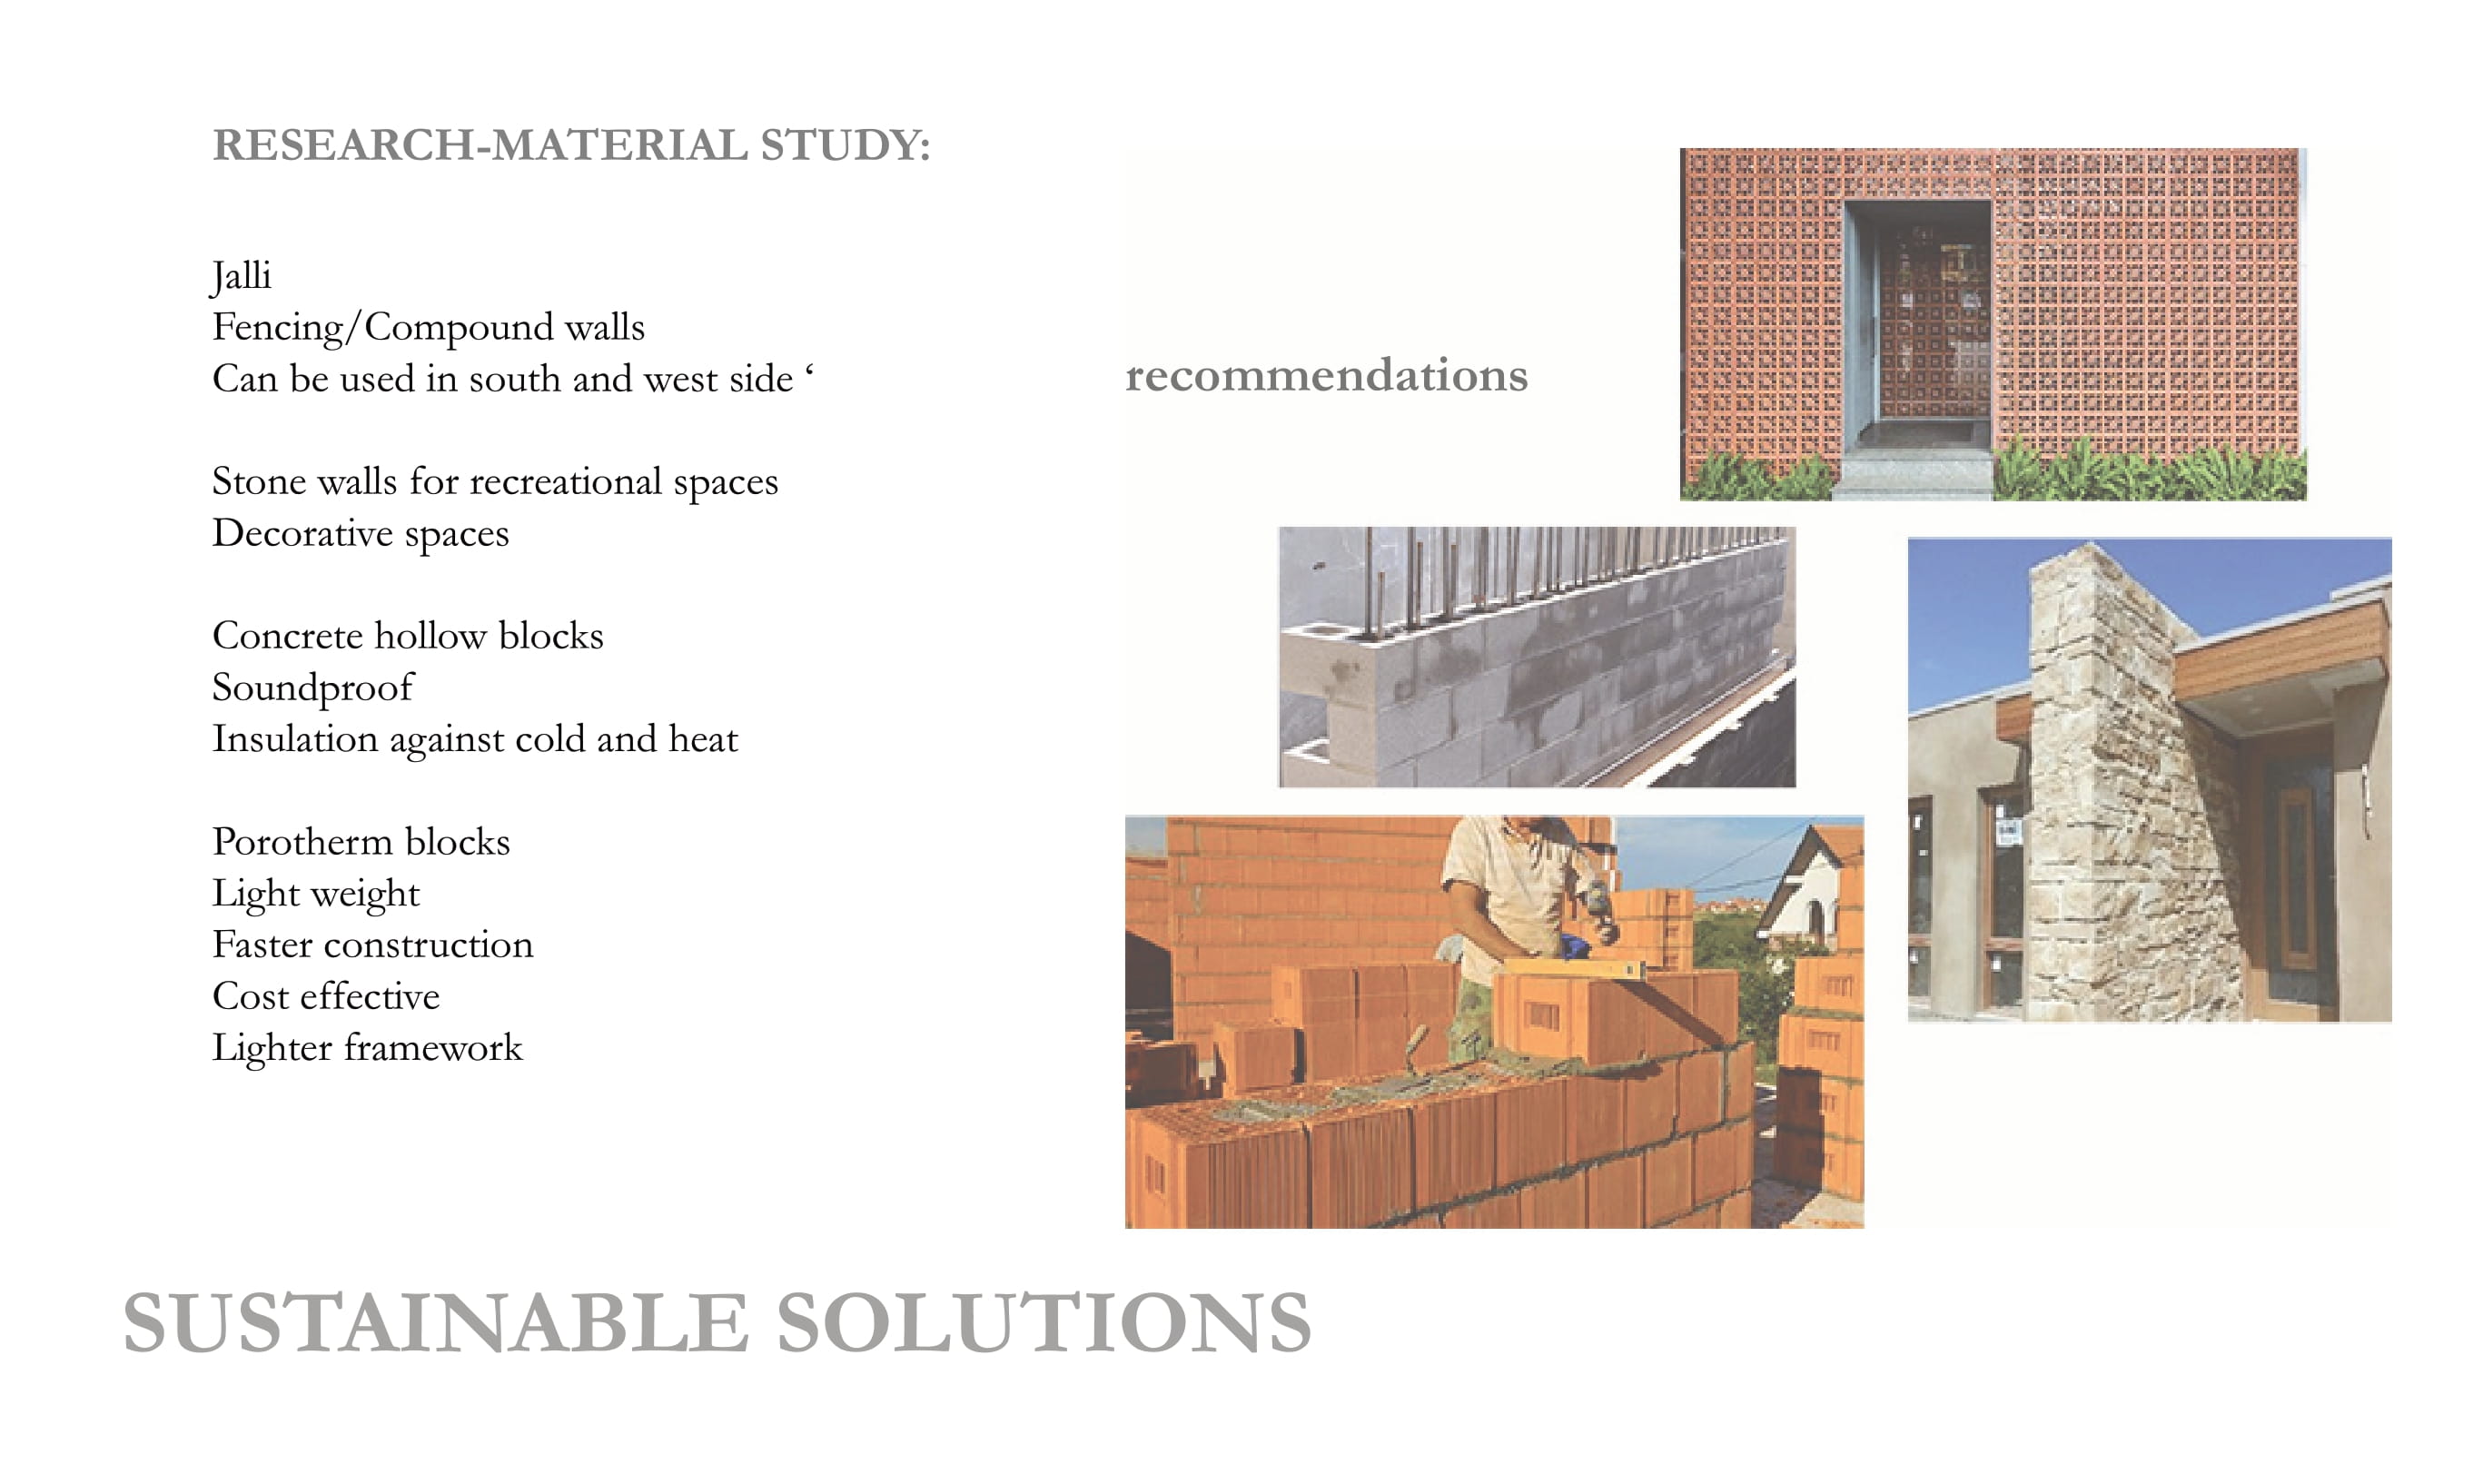 RESEARCH-MATERIAL STUDY:
Jalli
Fencing/Compound walls
Can be used in south and west side ‘
Stone walls for recreational spaces
Decorative spaces
Concrete hollow blocks
Soundproof
Insulation against cold and heat
Porotherm blocks
Light weight
Faster construction
Cost effective
Lighter framework
recommendations
SUSTAINABLE SOLUTIONS